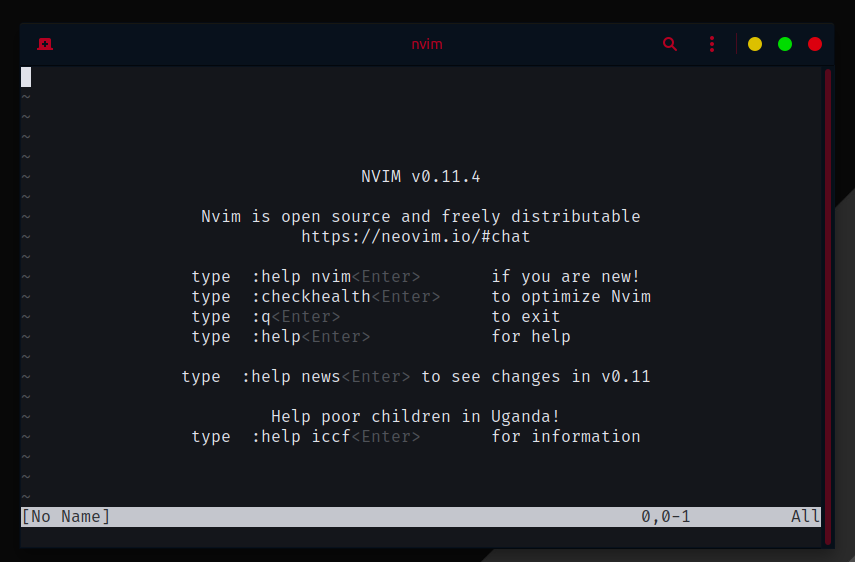 nvim
~
~
~
~
~ NVIM v0.11.4
~
~ Nvim is open source and freely distributable
~ https://neovim.io/#chat
~
~ type  :help nvim<Enter>       if you are new!
~ type  :checkhealth<Enter>     to optimize Nvim
~ type  :q<Enter>               to exit
~ type  :help<Enter>            for help
~
~ type  :help news<Enter> to see changes in v0.11
~
~ Help poor children in Uganda!
~ type  :help iccf<Enter>       for information
~
~
~
[No Name] 0,0-1 All